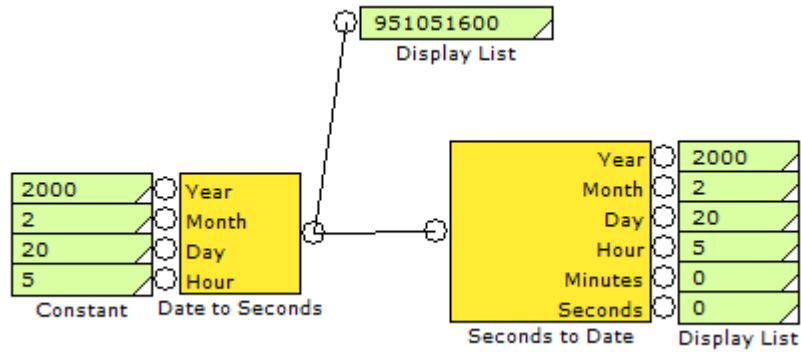 951051600
Display List
2000
2
20
5
Constant
Year
Month
Day
Hour
Date to Seconds
Year
Month
Day
Hour
Minutes
Seconds
Seconds to Date
2000
2
20
5
0
0
Display List